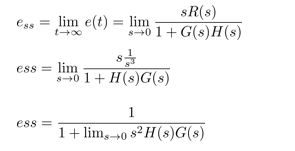 e_{ss} = \lim_{t \to \infty} e(t) = \lim_{s \to 0} \frac{sR(s)}{1 + G(s)H(s)}
ess = \lim_{s \to 0} \frac{s \frac{1}{s^3}}{1 + H(s)G(s)}
ess = \frac{1}{1 + \lim_{s \to 0} s^2 H(s)G(s)}